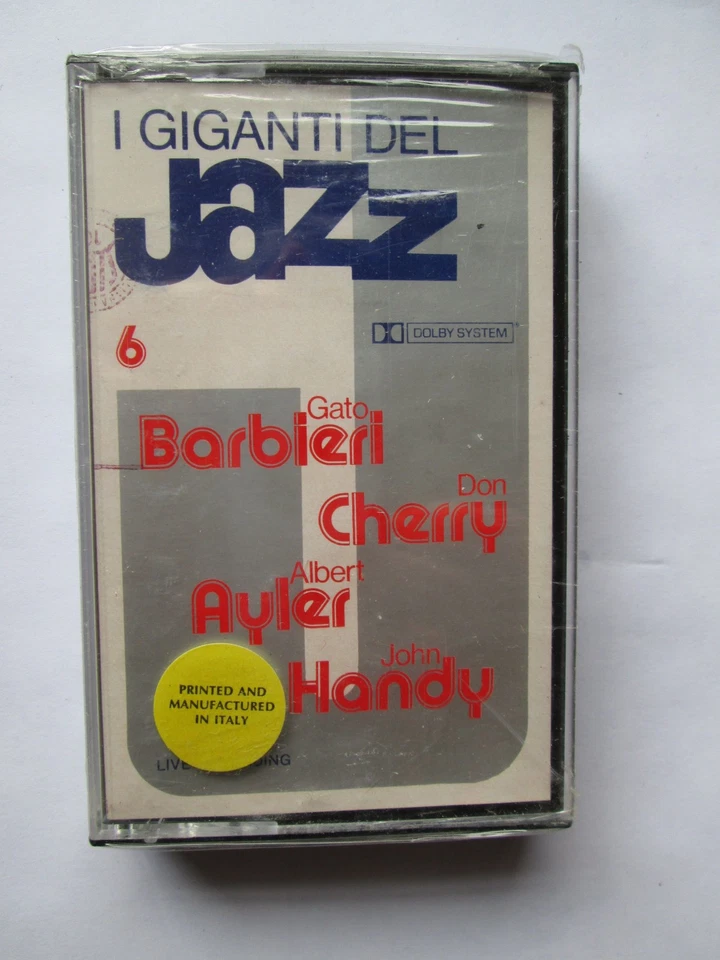 I GIGANTI DEL
Jazz
6
DOLBY SYSTEM
Gato
Barbieri
Don
Cherry
Albert
Ayler
John
Handy
PRINTED AND
MANUFACTURED
IN ITALY
LIVE